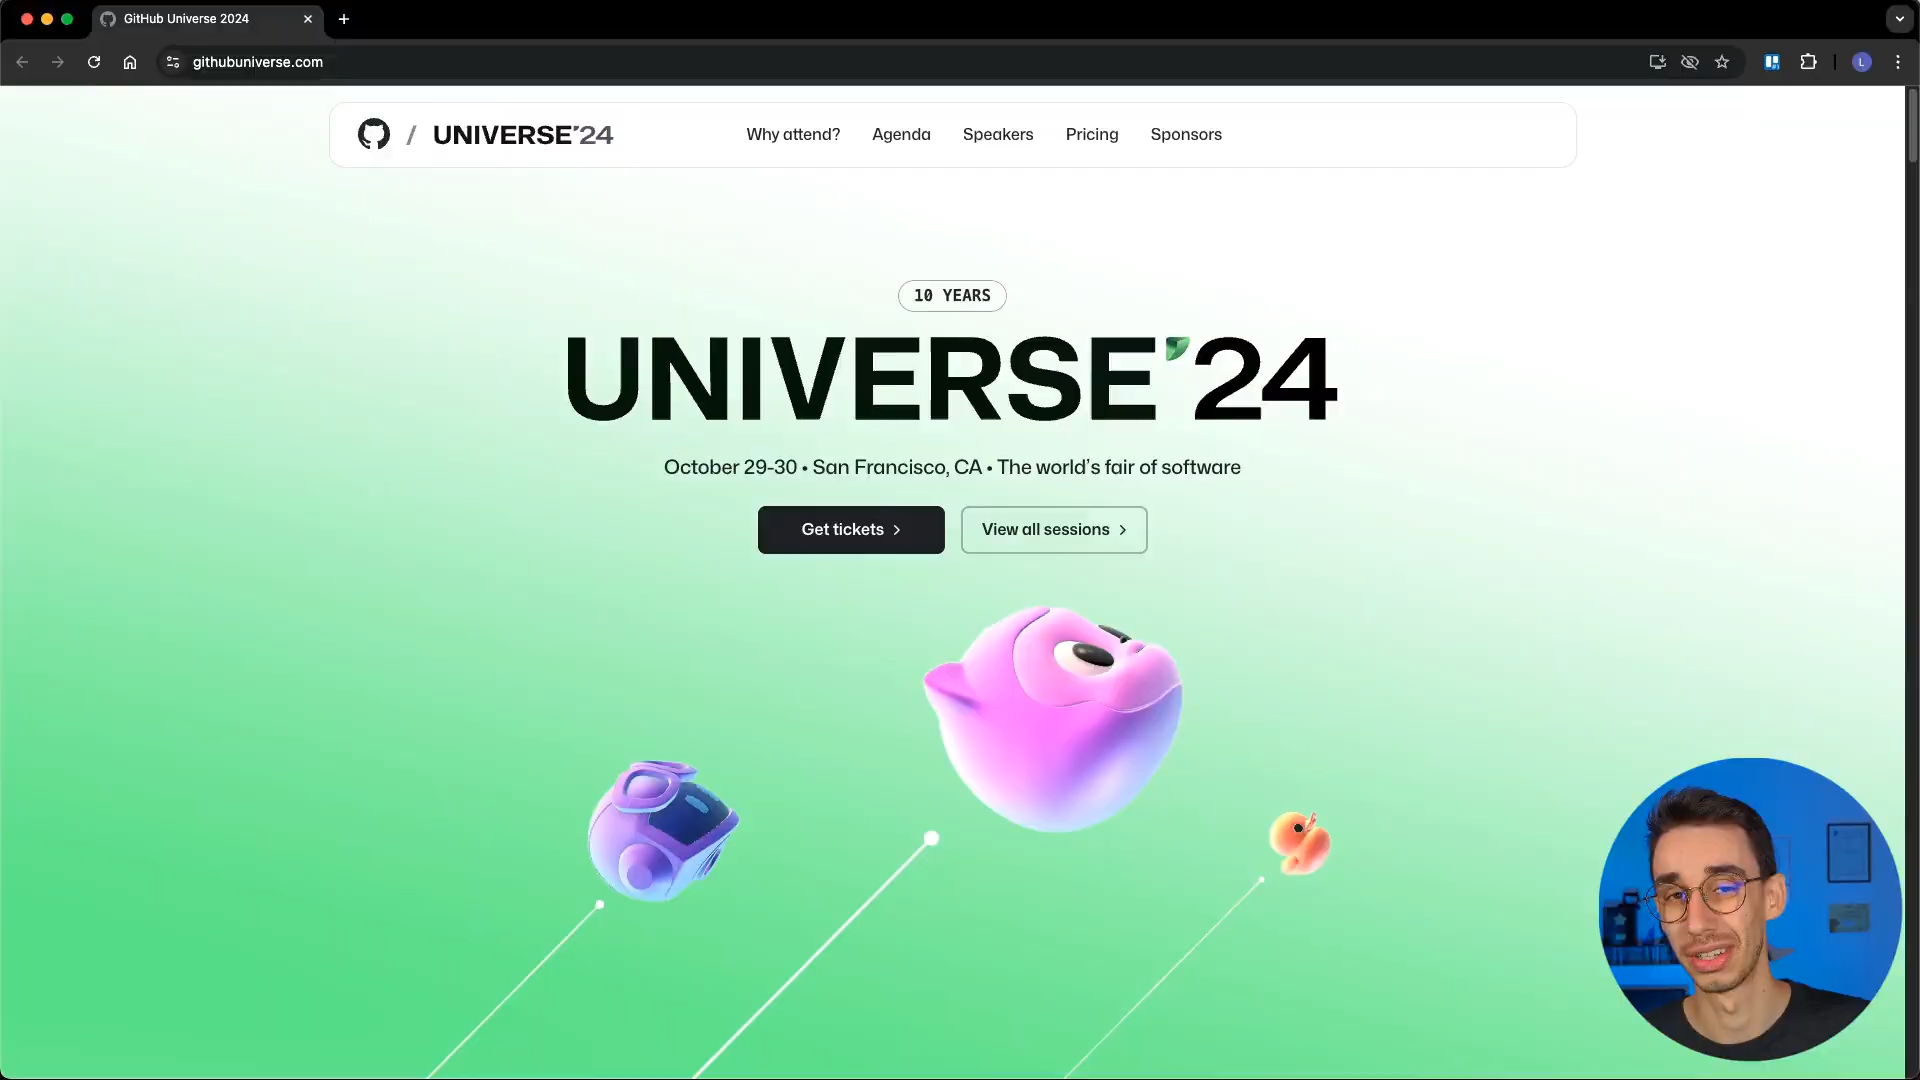 GitHub Universe 2024
githubuniverse.com
L
/ UNIVERSE'24
Why attend?
Agenda
Speakers
Pricing
Sponsors
10 YEARS
UNIVERSE'24
October 29-30 • San Francisco, CA • The world's fair of software
Get tickets
View all sessions